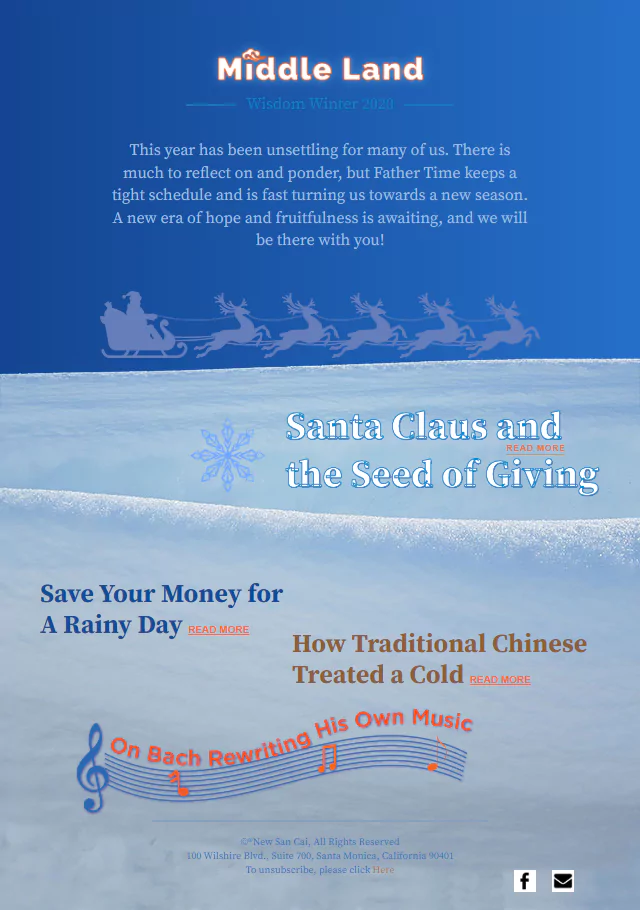 Middle Land
Wisdom Winter 2020
This year has been unsettling for many of us. There is
much to reflect on and ponder, but Father Time keeps a
tight schedule and is fast turning us towards a new season.
A new era of hope and fruitfulness is awaiting, and we will
be there with you!
Santa Claus and
READ MORE
the Seed of Giving
Save Your Money for
A Rainy Day READ MORE
How Traditional Chinese
Treated a Cold READ MORE
On Bach Rewriting His Own Music
©*New San Cai, All Rights Reserved
100 Wilshire Blvd., Suite 700, Santa Monica, California 90401
To unsubscribe, please click Here